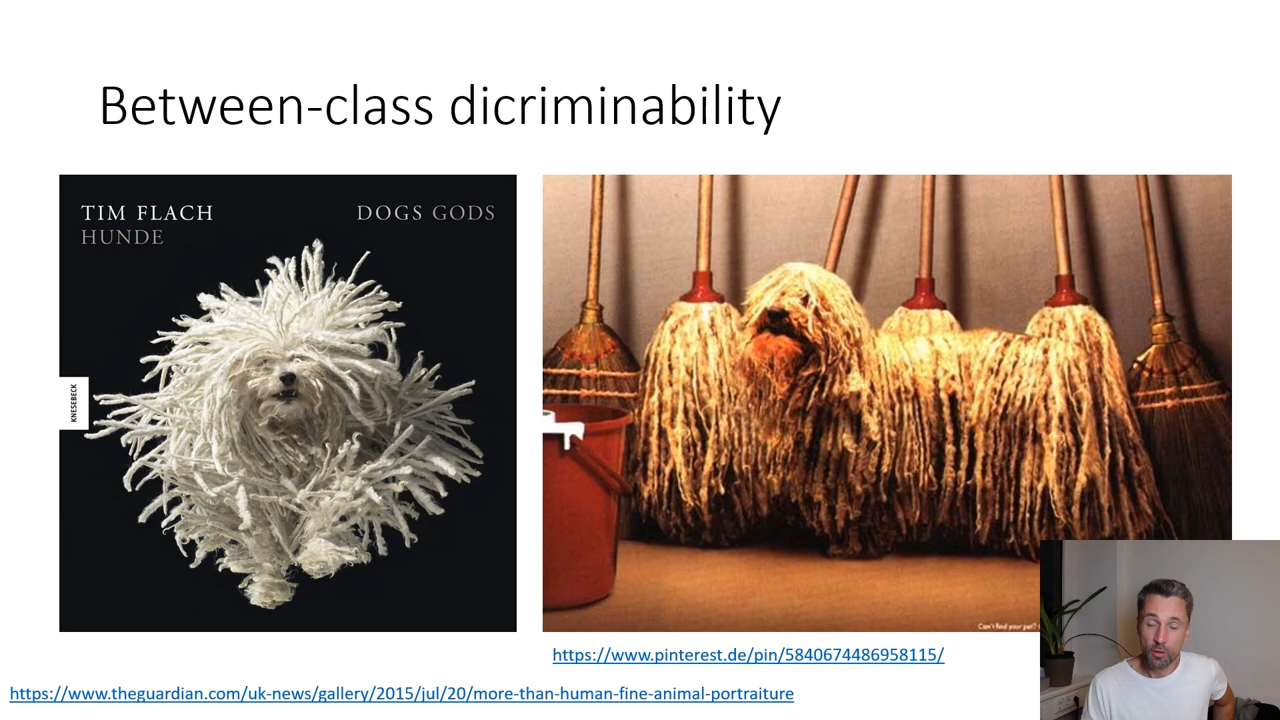 Between-class dicriminability
TIM FLACH
HUNDE
DOGS GODS
KNESEBECK
Can't find your pet?
https://www.pinterest.de/pin/5840674486958115/
https://www.theguardian.com/uk-news/gallery/2015/jul/20/more-than-human-fine-animal-portraiture